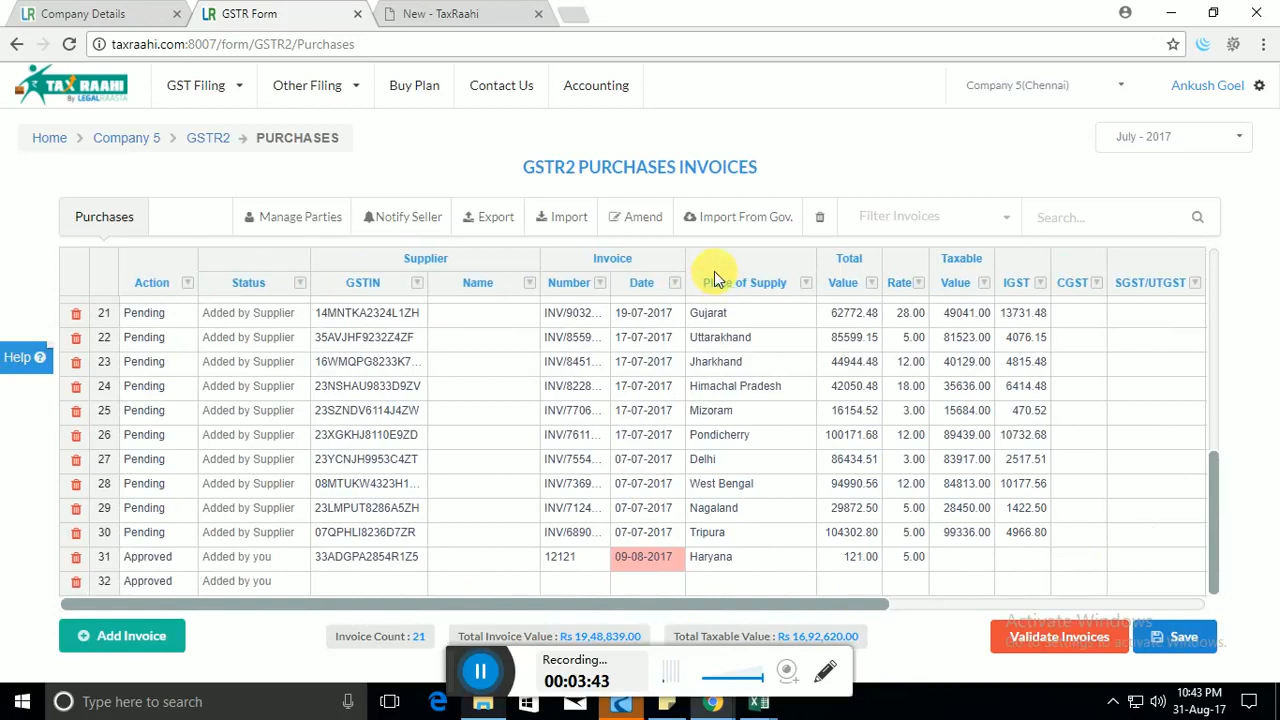 Company Details
GSTR Form
New - TaxRaahi
taxraahi.com:8007/form/GSTR2/Purchases
TAX RAAHI
By LEGALRAASTA
GST Filing
Other Filing
Buy Plan
Contact Us
Accounting
Company 5(Chennai)
Ankush Goel
Home > Company 5 > GSTR2 → PURCHASES
July - 2017
GSTR2 PURCHASES INVOICES
Purchases
Manage Parties
Notify Seller
Export
Import
Amend
Import From Gov.
Filter Invoices
Search...
Supplier Invoice Total Taxable
Action Status GSTIN Name Number Date Place of Supply Value Rate Value IGST CGST SGST/UTGST
21 Pending Added by Supplier 14MNTKA2324L1ZH INV/9032... 19-07-2017 Gujarat 62772.48 28.00 49041.00 13731.48
22 Pending Added by Supplier 35AVJHF9232Z4ZF INV/8559... 17-07-2017 Uttarakhand 85599.15 5.00 81523.00 4076.15
23 Pending Added by Supplier 16WMQPG8233K7... INV/8451... 17-07-2017 Jharkhand 44944.48 12.00 40129.00 4815.48
24 Pending Added by Supplier 23NSHAU9833D9ZV INV/8228... 17-07-2017 Himachal Pradesh 42050.48 18.00 35636.00 6414.48
25 Pending Added by Supplier 23SZNDV6114J4ZW INV/7706... 17-07-2017 Mizoram 16154.52 3.00 15684.00 470.52
26 Pending Added by Supplier 23XGKHJ8110E9ZD INV/7611... 17-07-2017 Pondicherry 100171.68 12.00 89439.00 10732.68
27 Pending Added by Supplier 23YCNJH9953C4ZT INV/7554... 07-07-2017 Delhi 86434.51 3.00 83917.00 2517.51
28 Pending Added by Supplier 08MTUKW4323H1... INV/7369... 07-07-2017 West Bengal 94990.56 12.00 84813.00 10177.56
29 Pending Added by Supplier 23LMPUT8286A5ZH INV/7124... 07-07-2017 Nagaland 29872.50 5.00 28450.00 1422.50
30 Pending Added by Supplier 07QPHLI8236D7ZR INV/6890... 07-07-2017 Tripura 104302.80 5.00 99336.00 4966.80
31 Approved Added by you 33ADGPA2854R1Z5 12121 09-08-2017 Haryana 121.00 5.00
32 Approved Added by you
Help
Add Invoice
Invoice Count : 21
Total Invoice Value : Rs 19,48,839.00
Total Taxable Value : Rs 16,92,620.00
Validate Invoices
Save
Activate Windows
Go to Settings to activate Windows.
Recording...
00:03:43
Type here to search
10:43 PM
31-Aug-17